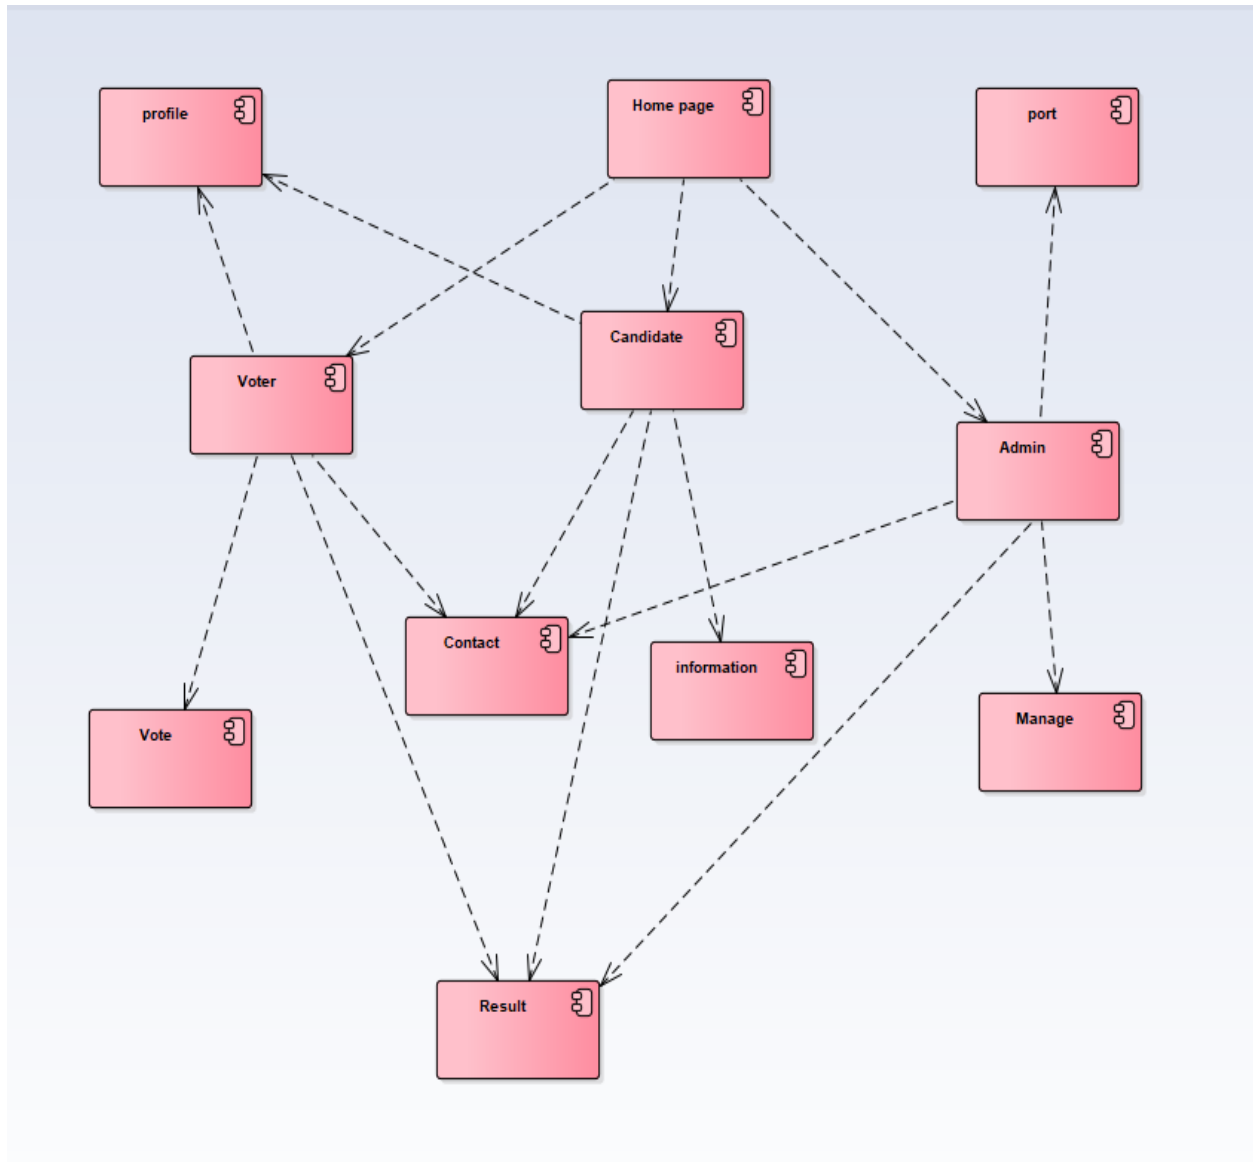 profile
Home page
port
Candidate
Voter
Admin
Contact
information
Manage
Vote
Result